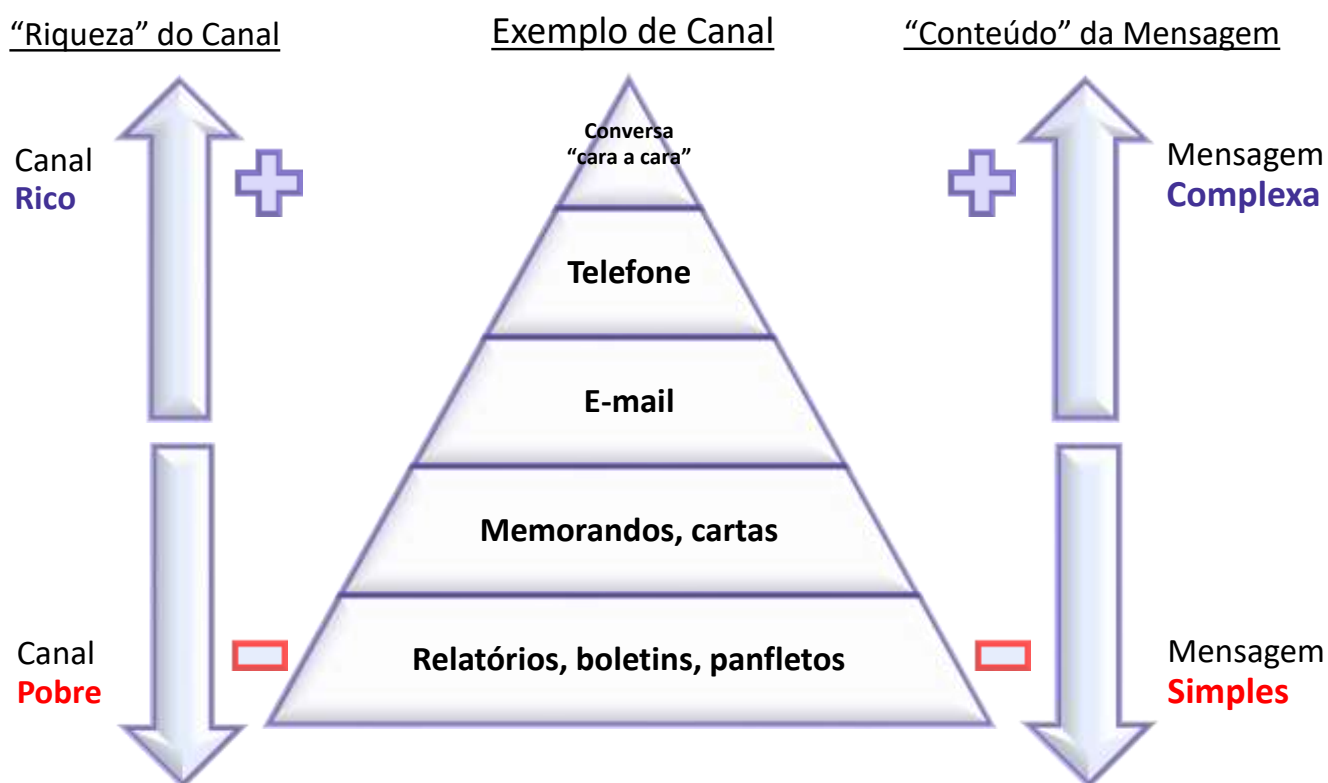 “Riqueza” do Canal
Exemplo de Canal
“Conteúdo” da Mensagem
Canal
Rico
Conversa
“cara a cara”
Mensagem
Complexa
Telefone
E-mail
Memorandos, cartas
Canal
Pobre
Relatórios, boletins, panfletos
Mensagem
Simples